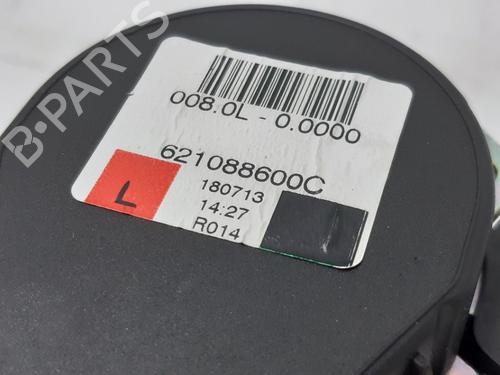 B-PARTS
008.0L - 0.0000
621088600C
L
180713
14:27
R014